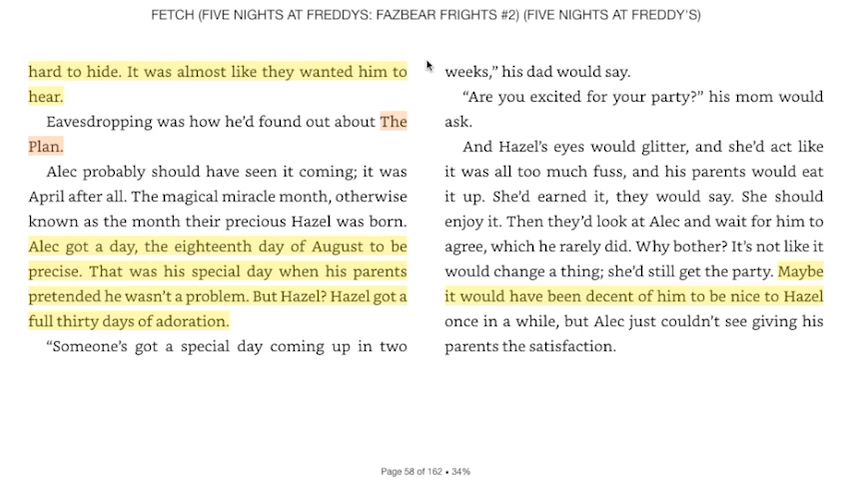 FETCH (FIVE NIGHTS AT FREDDYS: FAZBEAR FRIGHTS #2) (FIVE NIGHTS AT FREDDY'S)
hard to hide. It was almost like they wanted him to
hear.
Eavesdropping was how he’d found out about The
Plan.
Alec probably should have seen it coming; it was
April after all. The magical miracle month, otherwise
known as the month their precious Hazel was born.
Alec got a day, the eighteenth day of August to be
precise. That was his special day when his parents
pretended he wasn’t a problem. But Hazel? Hazel got a
full thirty days of adoration.
“Someone’s got a special day coming up in two
weeks,” his dad would say.
“Are you excited for your party?” his mom would
ask.
And Hazel’s eyes would glitter, and she’d act like
it was all too much fuss, and his parents would eat
it up. She’d earned it, they would say. She should
enjoy it. Then they’d look at Alec and wait for him to
agree, which he rarely did. Why bother? It’s not like it
would change a thing; she’d still get the party. Maybe
it would have been decent of him to be nice to Hazel
once in a while, but Alec just couldn’t see giving his
parents the satisfaction.
Page 58 of 162 • 34%